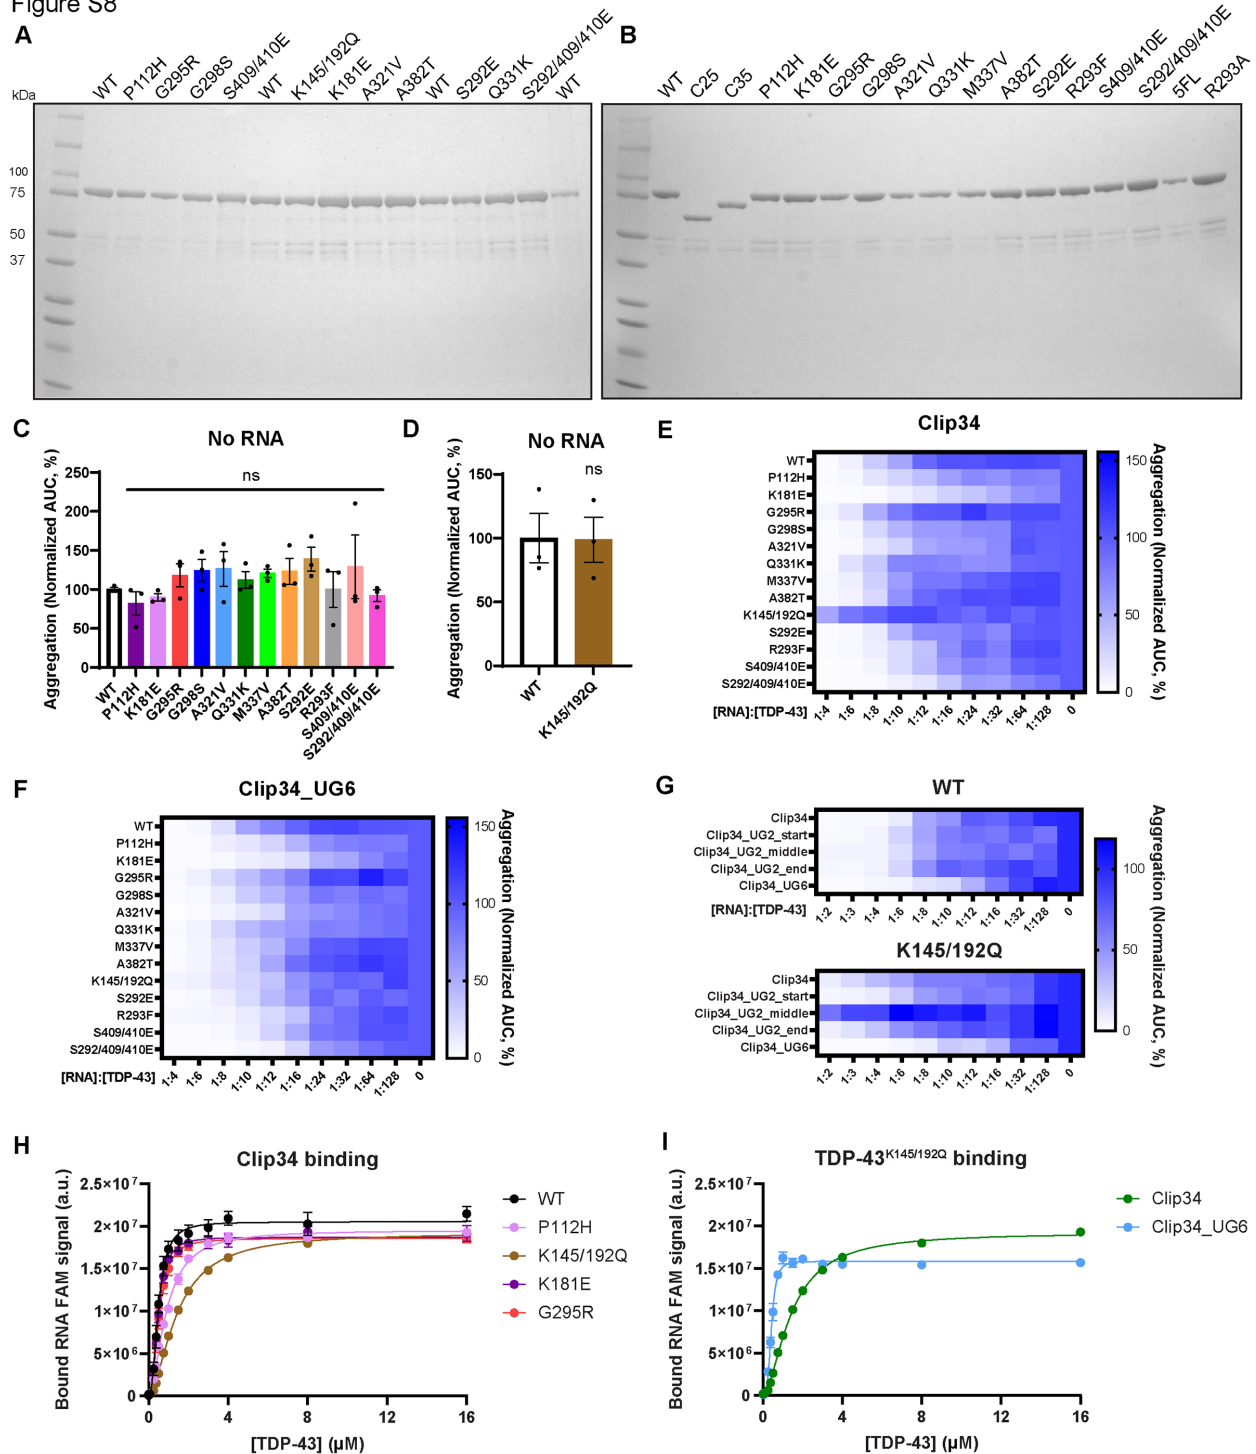 Figure S8
A
WT P112H G295R G298S S409/410E WT K145/192Q K181E A321V A382T WT S292E Q331K S292/409/410E WT
kDa
100
75
50
37
B
WT C25 C35 P112H K181E G295R G298S A321V Q331K M337V A382T S292E R293F S409/410E S292/409/410E 5FL R293A
C
No RNA
ns
Aggregation (Normalized AUC, %)
250
200
150
100
50
0
WT P112H K181E G295R G298S A321V Q331K M337V A382T S292E R293F S409/410E S292/409/410E
D
No RNA
ns
Aggregation (Normalized AUC, %)
150
100
50
0
WT K145/192Q
E
Clip34
WT
P112H
K181E
G295R
G298S
A321V
Q331K
M337V
A382T
K145/192Q
S292E
R293F
S409/410E
S292/409/410E
[RNA]:[TDP-43]
1:4 1:6 1:8 1:10 1:12 1:16 1:24 1:32 1:64 1:128 0
150
100
50
0
Aggregation (Normalized AUC, %)
F
Clip34_UG6
WT
P112H
K181E
G295R
G298S
A321V
Q331K
M337V
A382T
K145/192Q
S292E
R293F
S409/410E
S292/409/410E
[RNA]:[TDP-43]
1:4 1:6 1:8 1:10 1:12 1:16 1:24 1:32 1:64 1:128 0
150
100
50
0
Aggregation (Normalized AUC, %)
G
WT
Clip34
Clip34_UG2_start
Clip34_UG2_middle
Clip34_UG2_end
Clip34_UG6
[RNA]:[TDP-43]
1:2 1:3 1:4 1:6 1:8 1:10 1:12 1:16 1:32 1:128 0
K145/192Q
Clip34
Clip34_UG2_start
Clip34_UG2_middle
Clip34_UG2_end
Clip34_UG6
1:2 1:3 1:4 1:6 1:8 1:10 1:12 1:16 1:32 1:128 0
100
50
0
Aggregation (Normalized AUC, %)
H
Clip34 binding
Bound RNA FAM signal (a.u.)
2.5×10⁷
2×10⁷
1.5×10⁷
1×10⁷
5×10⁶
0
0 4 8 12 16
[TDP-43] (µM)
WT
P112H
K145/192Q
K181E
G295R
I
TDP-43ᴷ¹⁴⁵/¹⁹²Q binding
Bound RNA FAM signal (a.u.)
2.5×10⁷
2×10⁷
1.5×10⁷
1×10⁷
5×10⁶
0
0 4 8 12 16
[TDP-43] (µM)
Clip34
Clip34_UG6